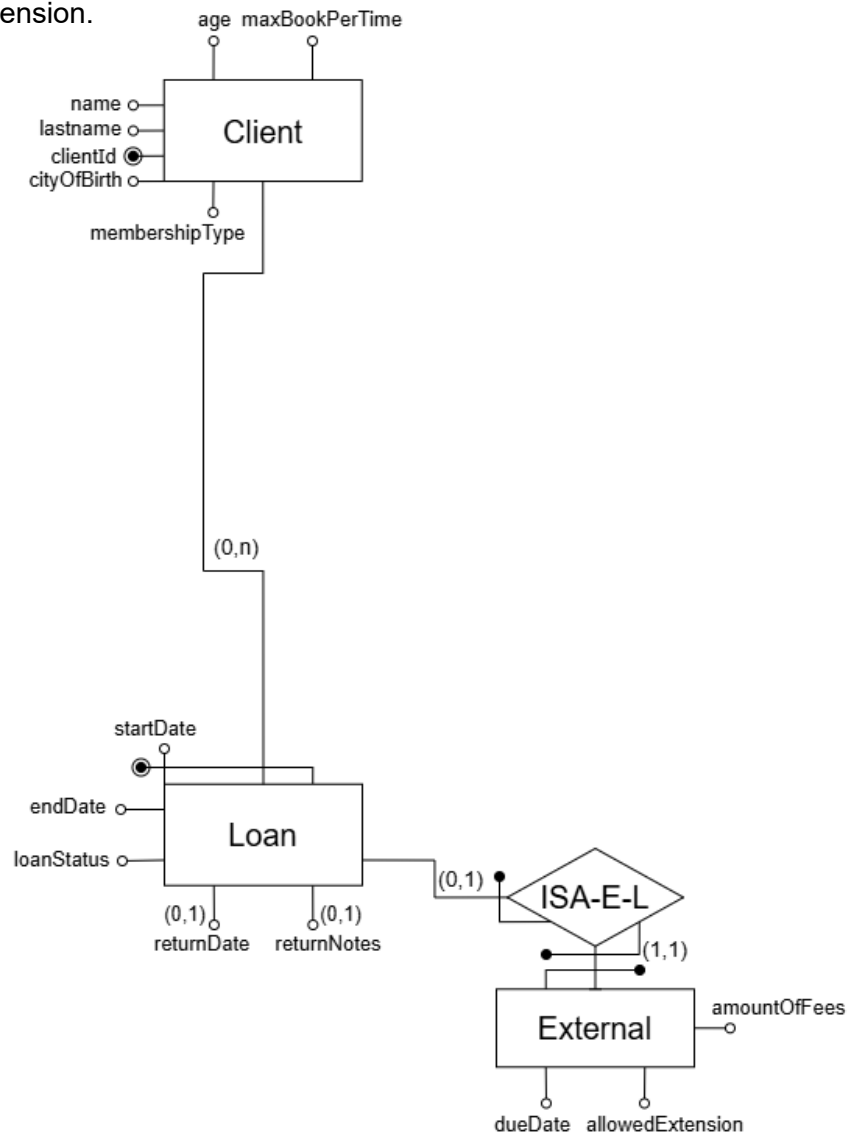 ension.
age maxBookPerTime
name
lastname
clientId
cityOfBirth
Client
membershipType
(0,n)
startDate
endDate
loanStatus
Loan
(0,1)
(0,1)
returnDate returnNotes
(0,1)
ISA-E-L
(1,1)
External
amountOfFees
dueDate allowedExtension